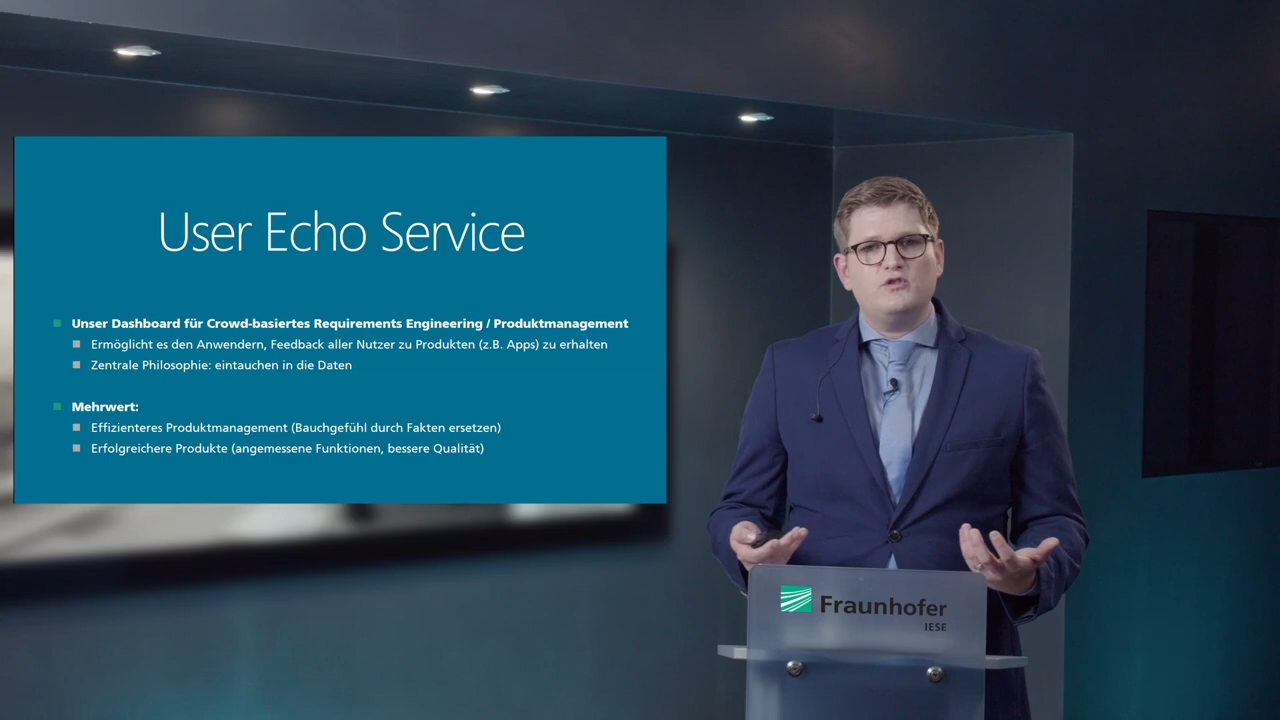 User Echo Service
Unser Dashboard für Crowd-basiertes Requirements Engineering / Produktmanagement
Ermöglicht es den Anwendern, Feedback aller Nutzer zu Produkten (z.B. Apps) zu erhalten
Zentrale Philosophie: eintauchen in die Daten
Mehrwert:
Effizienteres Produktmanagement (Bauchgefühl durch Fakten ersetzen)
Erfolgreichere Produkte (angemessene Funktionen, bessere Qualität)
Fraunhofer
IESE